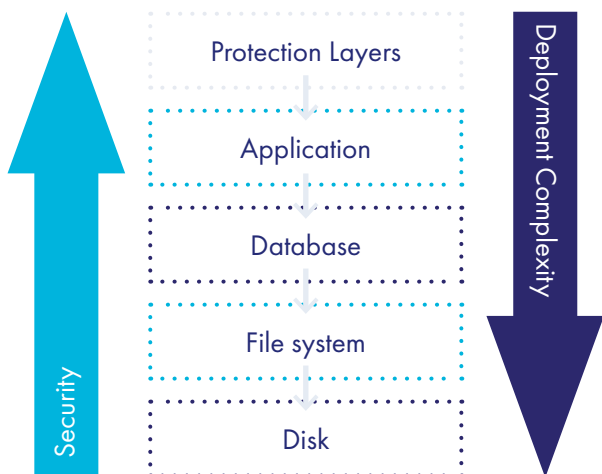 Protection Layers
Application
Database
File system
Disk
Security
Deployment Complexity